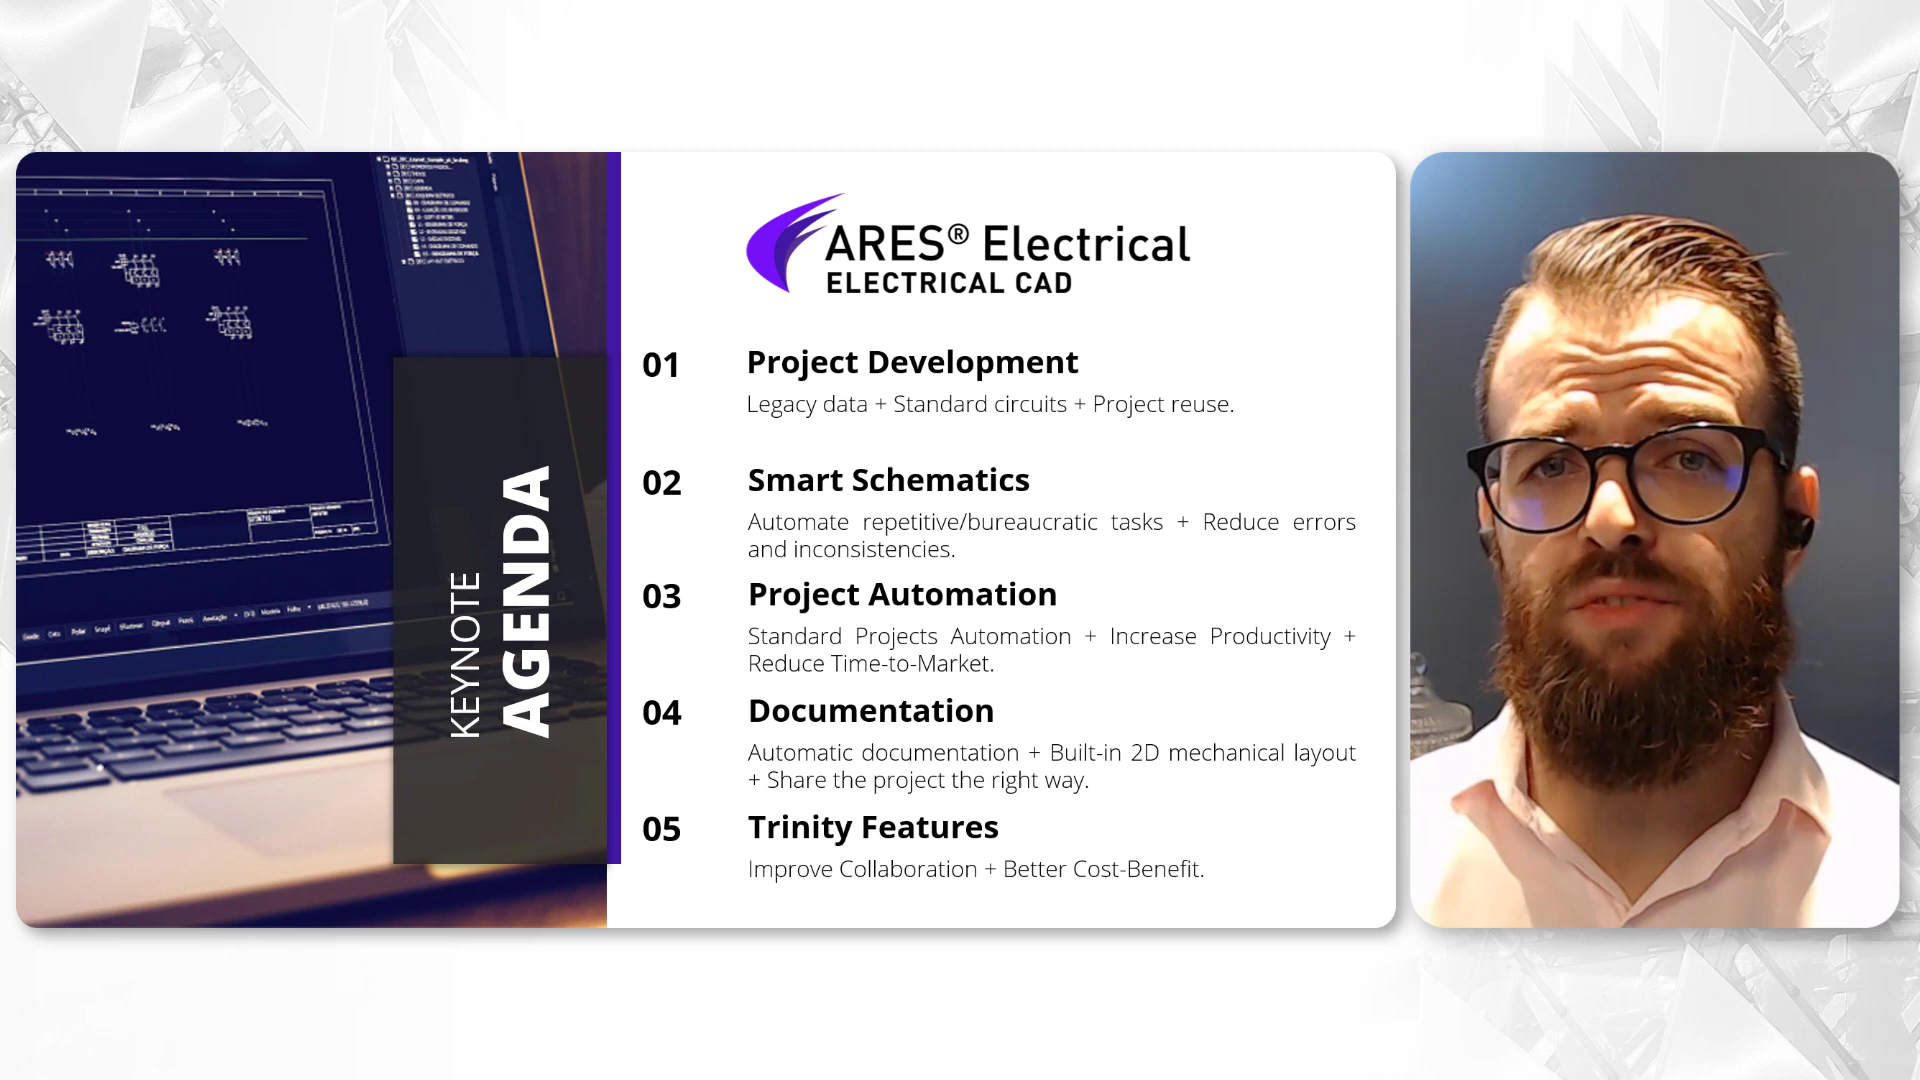 KEYNOTE
AGENDA
ARES® Electrical
ELECTRICAL CAD
01
Project Development
Legacy data + Standard circuits + Project reuse.
02
Smart Schematics
Automate repetitive/bureaucratic tasks + Reduce errors
and inconsistencies.
03
Project Automation
Standard Projects Automation + Increase Productivity +
Reduce Time-to-Market.
04
Documentation
Automatic documentation + Built-in 2D mechanical layout
+ Share the project the right way.
05
Trinity Features
Improve Collaboration + Better Cost-Benefit.